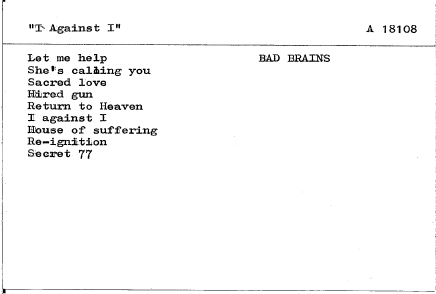 "I Against I" A 18108
Let me help BAD BRAINS
She's calling you
Sacred love
Hired gun
Return to Heaven
I against I
House of suffering
Re-ignition
Secret 77